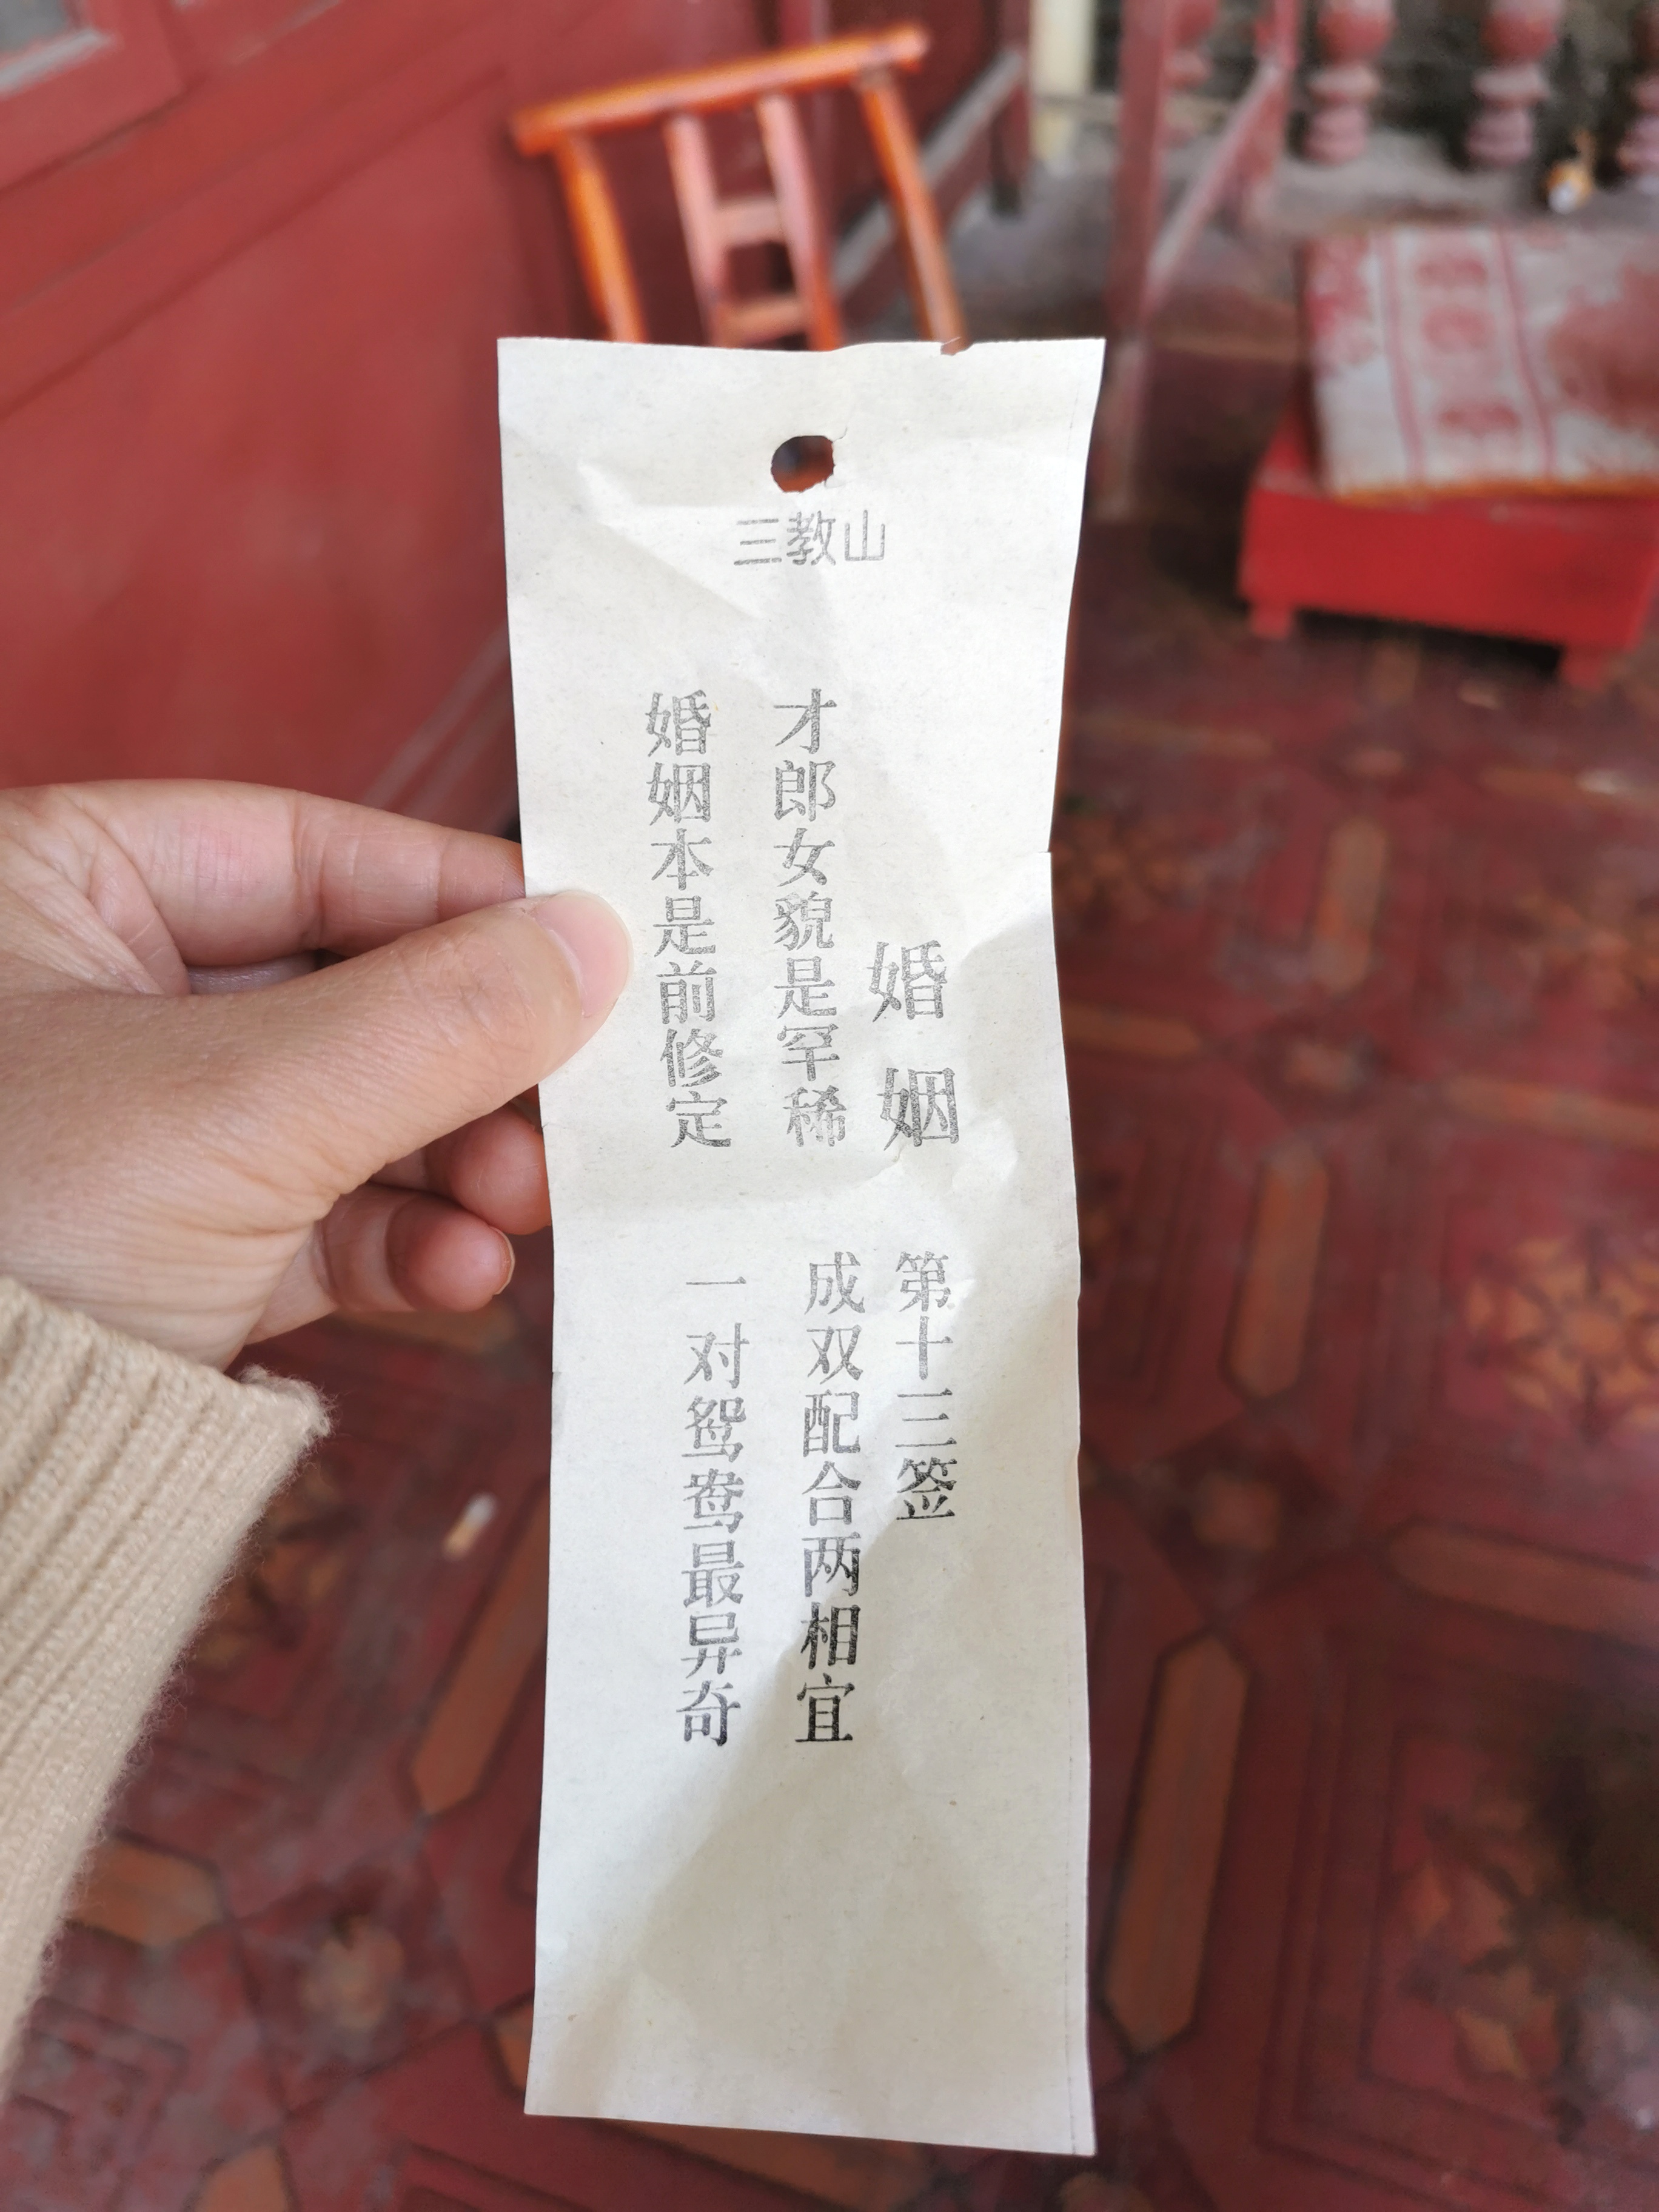 三教山
婚姻
第十三签
才郎女貌是罕稀
成双配合两相宜
婚姻本是前修定
一对鸳鸯最异奇